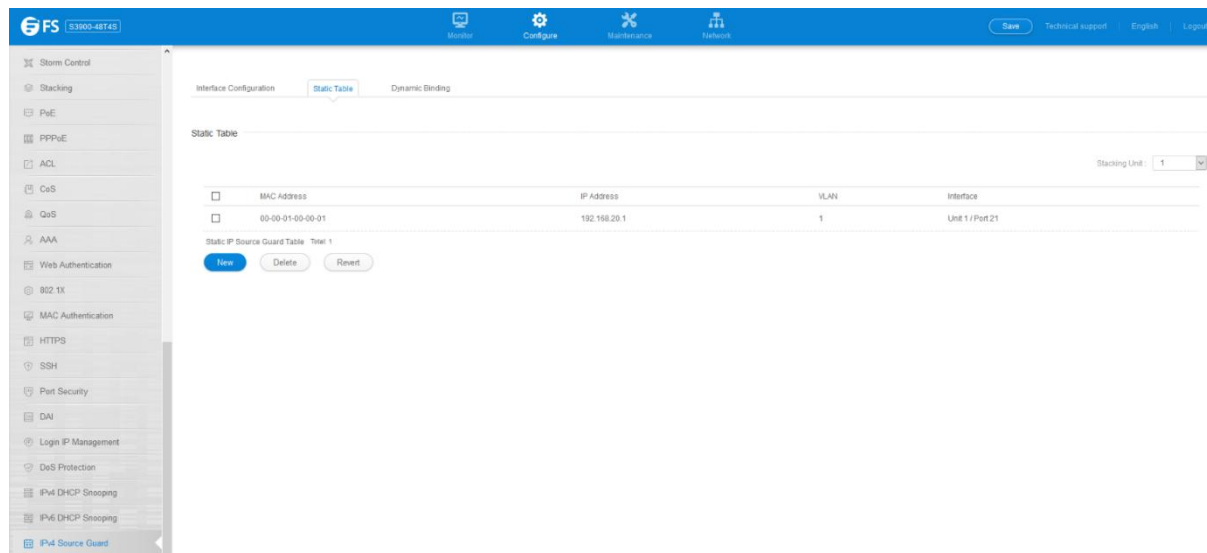 FS S3900-48T4S
Monitor
Configure
Maintenance
Network
Save
Technical support
English
Logout
Storm Control
Stacking
PoE
PPPoE
ACL
CoS
QoS
AAA
Web Authentication
802.1X
MAC Authentication
HTTPS
SSH
Port Security
DAI
Login IP Management
DoS Protection
IPv4 DHCP Snooping
IPv6 DHCP Snooping
IPv4 Source Guard
Interface Configuration Static Table Dynamic Binding
Static Table
Stacking Unit : 1
MAC Address IP Address VLAN Interface
00-00-01-00-00-01 192.168.20.1 1 Unit 1 / Port 21
Static IP Source Guard Table Total: 1
New Delete Revert